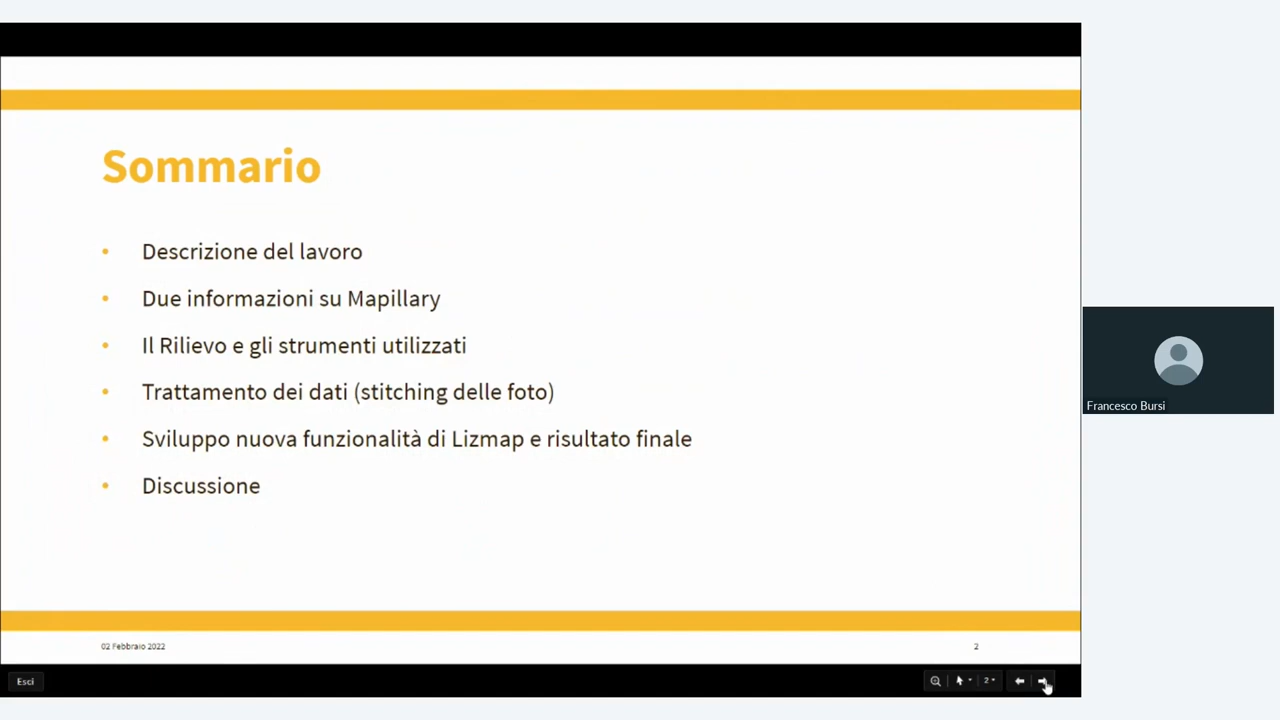 Sommario
• Descrizione del lavoro
• Due informazioni su Mapillary
• Il Rilievo e gli strumenti utilizzati
• Trattamento dei dati (stitching delle foto)
• Sviluppo nuova funzionalità di Lizmap e risultato finale
• Discussione
Francesco Bursi
02 Febbraio 2022
2
Esci
2